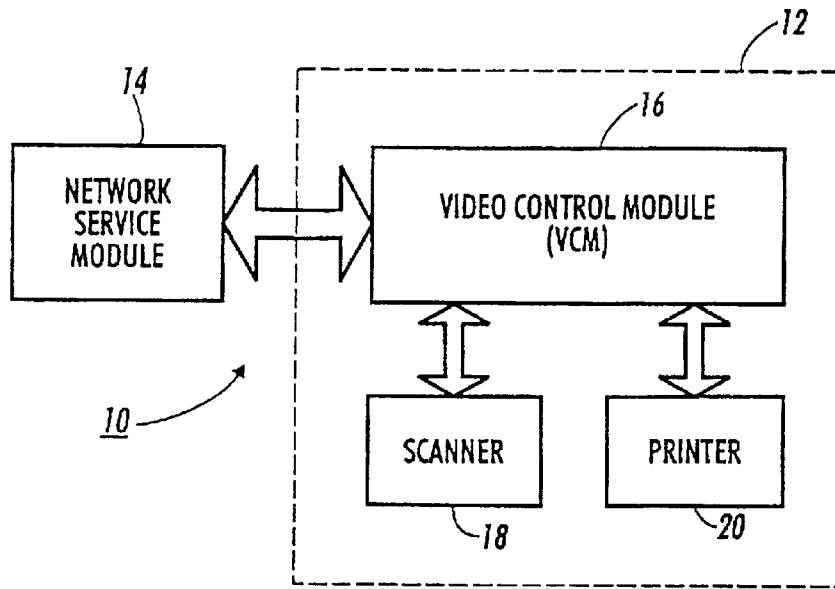 12
14
16
NETWORK
SERVICE
MODULE
VIDEO CONTROL MODULE
(VCM)
10
SCANNER
PRINTER
18
20